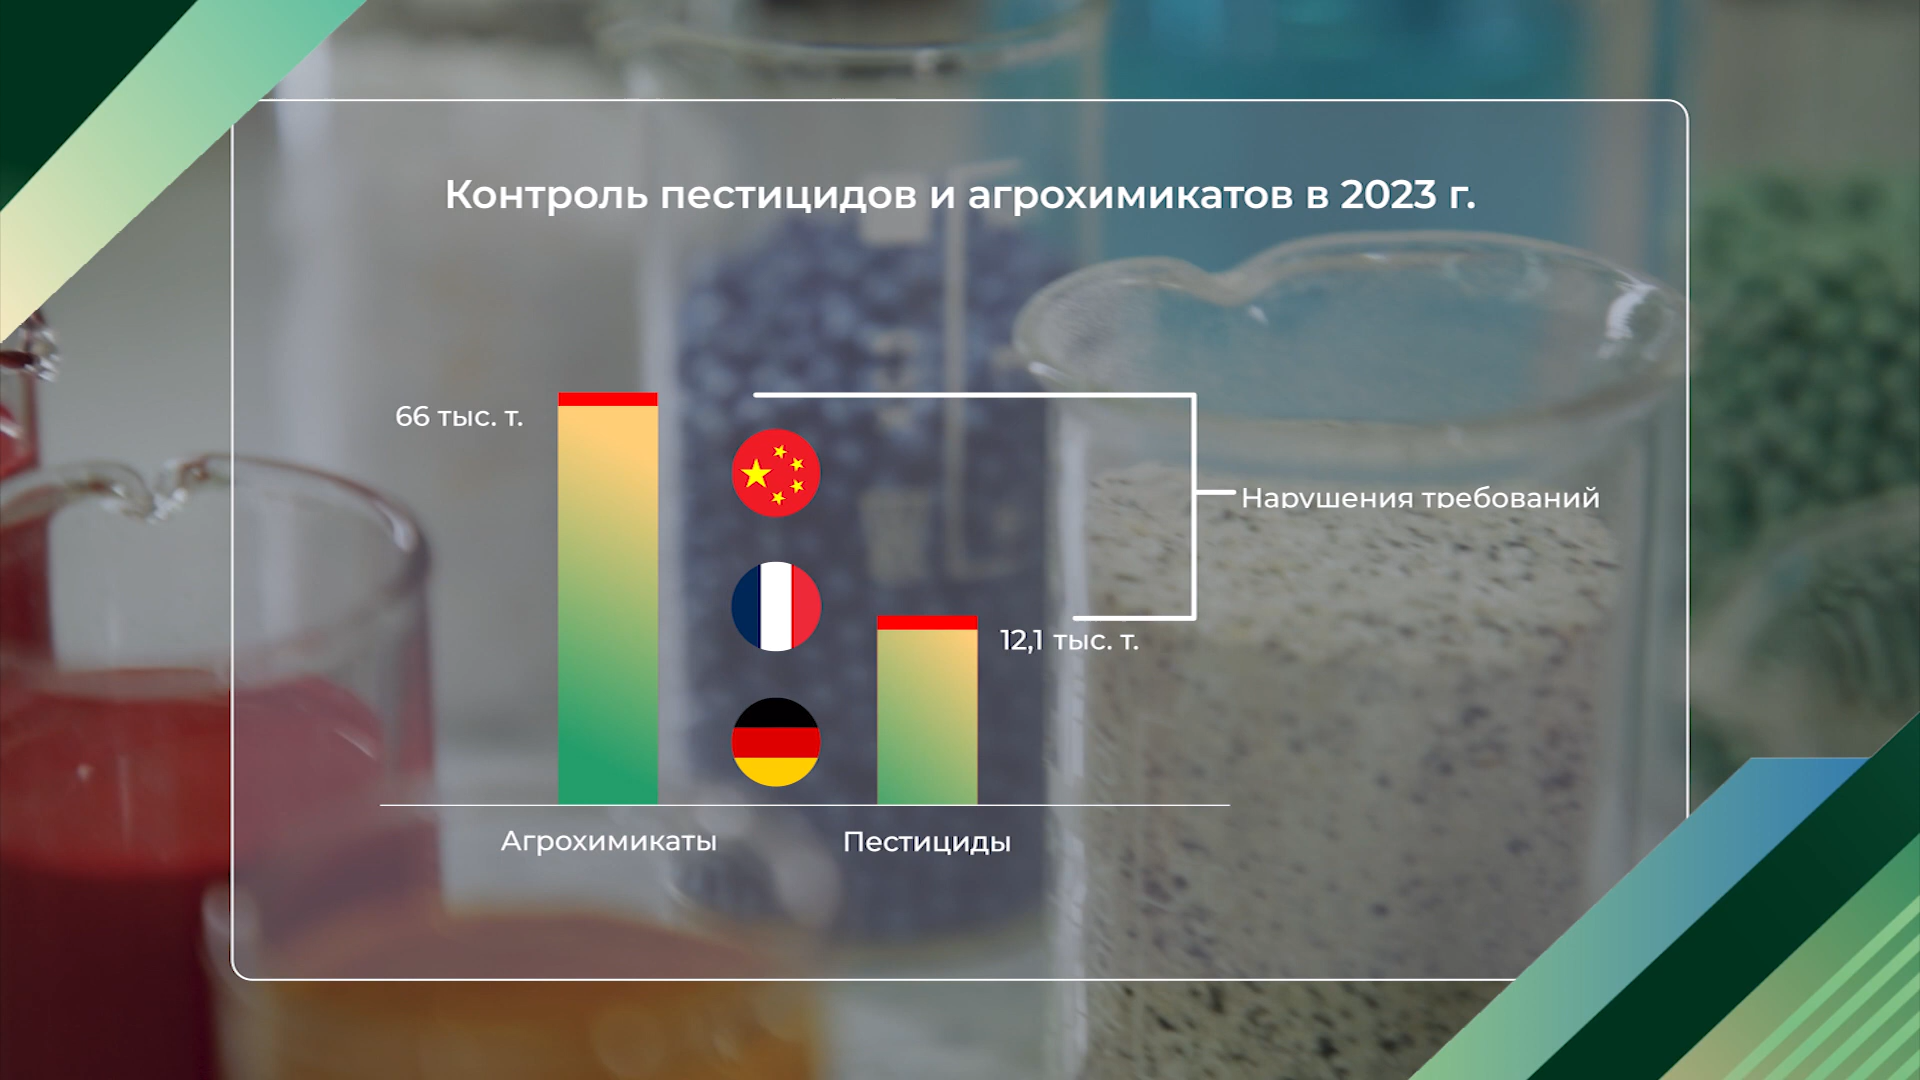 Контроль пестицидов и агрохимикатов в 2023 г.
66 тыс. т.
Нарушения требований
12,1 тыс. т.
Агрохимикаты
Пестициды